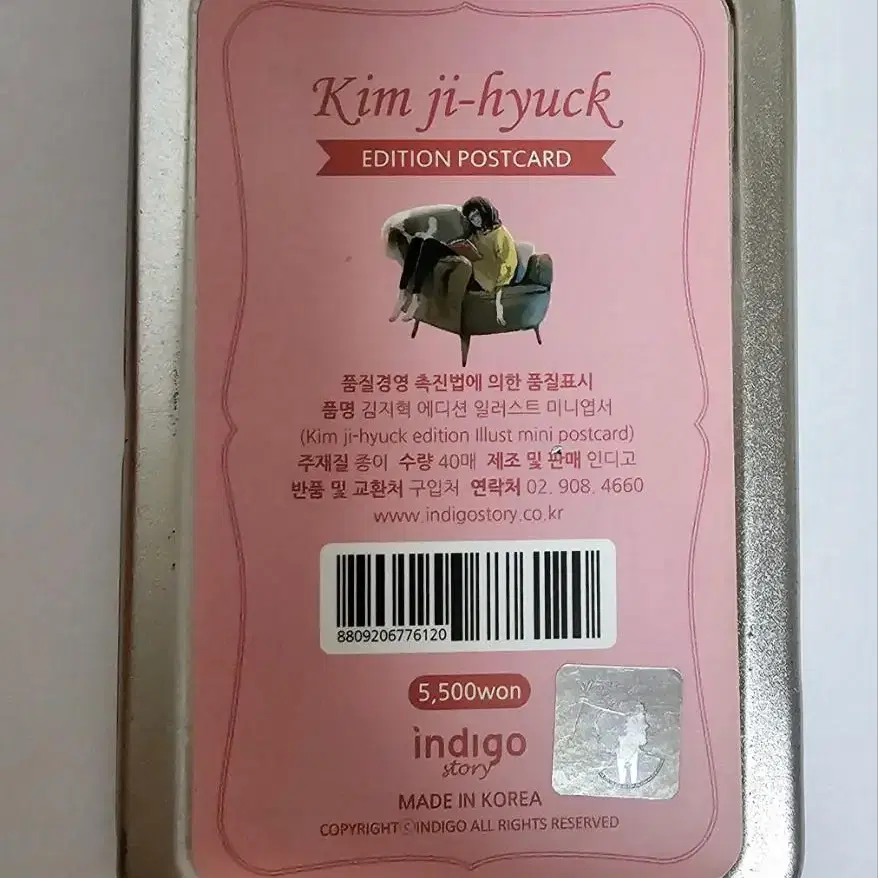 Kim ji-hyuck
EDITION POSTCARD
품질경영 촉진법에 의한 품질표시
품명 김지혁 에디션 일러스트 미니엽서
(Kim ji-hyuck edition Illust mini postcard)
주재질 종이 수량 40매 제조 및 판매 인디고
반품 및 교환처 구입처 연락처 02. 908. 4660
www.indigostory.co.kr
8809206776120
5,500won
indigo
story
MADE IN KOREA
COPYRIGHT ⓒ INDIGO ALL RIGHTS RESERVED